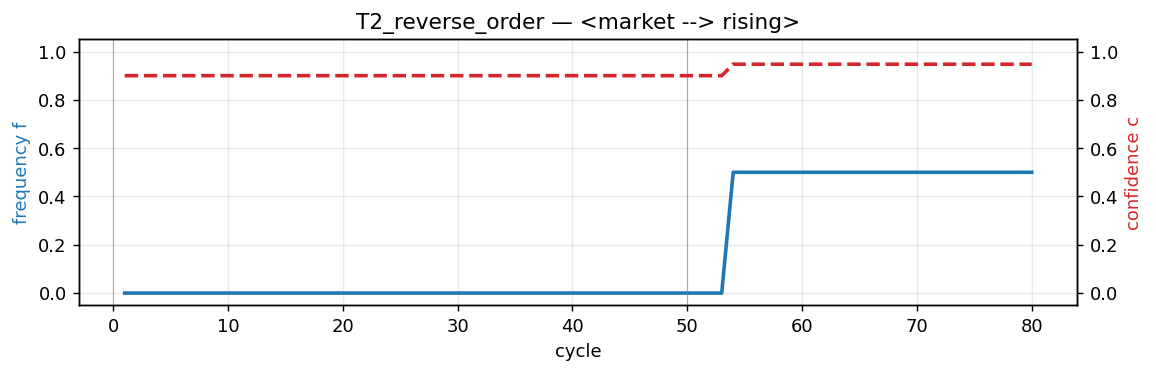 T2_reverse_order — <market --> rising>
frequency f
1.0
0.8
0.6
0.4
0.2
0.0
1.0
0.8
0.6
0.4
0.2
0.0
confidence c
0 10 20 30 40 50 60 70 80
cycle